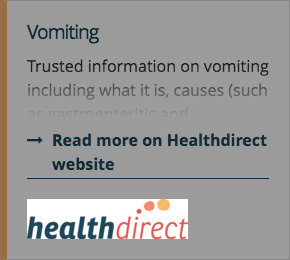 Vomiting
Trusted information on vomiting
including what it is, causes (such
as gastroenteritis and
→ Read more on Healthdirect
website
healthdirect